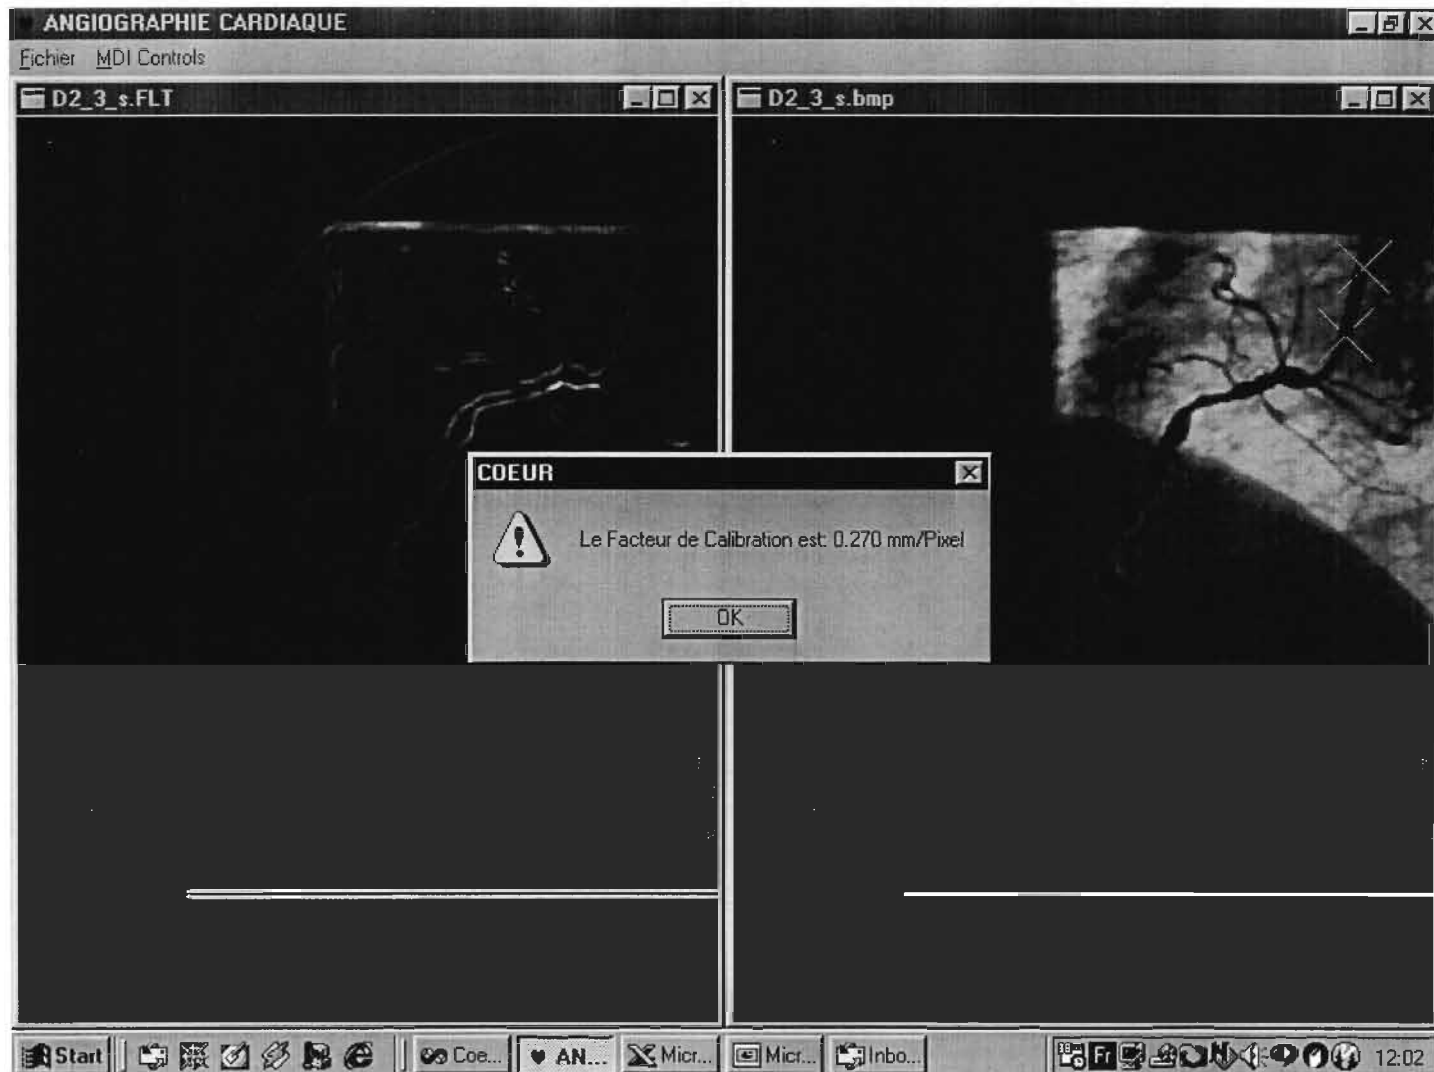 ANGIOGRAPHIE CARDIAQUE
Fichier MDI Controls
D2_3_s.FLT
D2_3_s.bmp
COEUR
Le Facteur de Calibration est: 0.270 mm/Pixel
OK
Start Coe... AN... Micr... Micr... Inbo... Fr 12:02